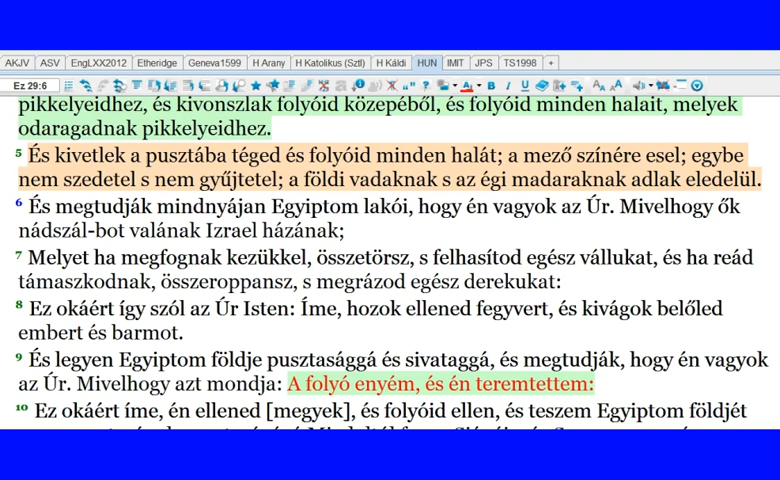 AKJV ASV EngLXX2012 Etheridge Geneva1599 H Arany H Katolikus (SztI) H Káldi HUN IMIT JPS TS1998 +
Ez 29:6
pikkelyeidhez, és kivonszlak folyóid közepéből, és folyóid minden halait, melyek
odaragadnak pikkelyeidhez.
5 És kivetlek a pusztába téged és folyóid minden halát; a mező színére esel; egybe
nem szedetel s nem gyűjtetel; a földi vadaknak s az égi madaraknak adlak eledelül.
6 És megtudják mindnyájan Egyiptom lakói, hogy én vagyok az Úr. Mivelhogy ők
nádszál-bot valának Izrael házának;
7 Melyet ha megfognak kezükkel, összetörsz, s felhasítod egész vállukat, és ha reád
támaszkodnak, összeroppansz, s megrázod egész derekukat:
8 Ez okáért így szól az Úr Isten: Íme, hozok ellened fegyvert, és kivágok belőled
embert és barmot.
9 És legyen Egyiptom földje pusztasággá és sivataggá, és megtudják, hogy én vagyok
az Úr. Mivelhogy azt mondja: A folyó enyém, és én teremtettem:
10 Ez okáért íme, én ellened [megyek], és folyóid ellen, és teszem Egyiptom földjét